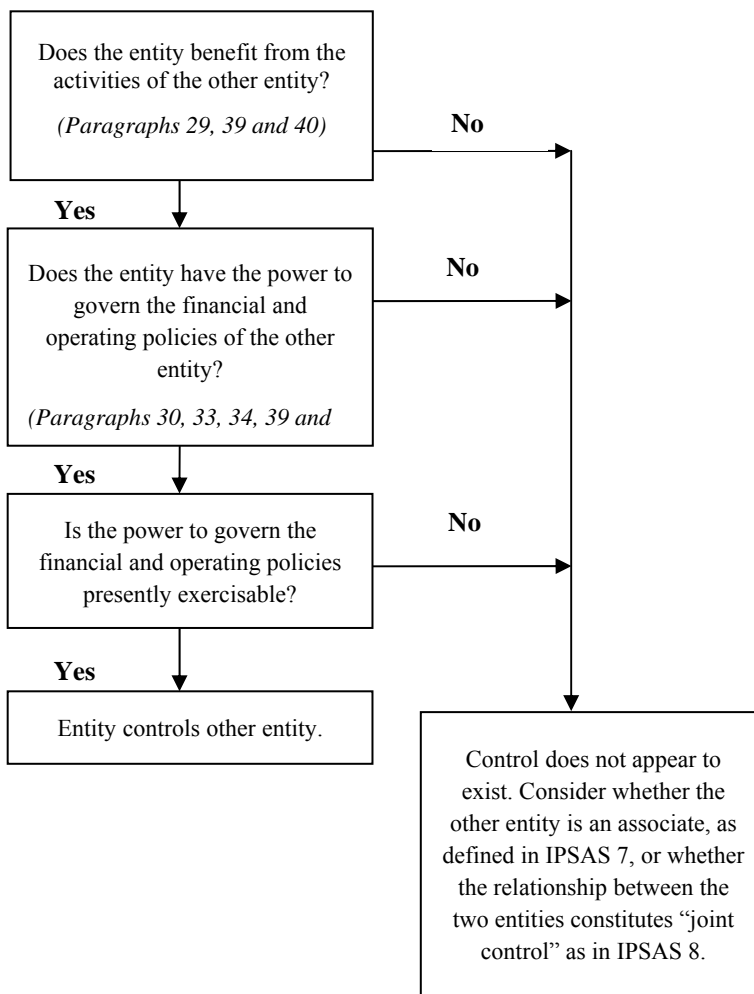 Does the entity benefit from the
activities of the other entity?
(Paragraphs 29, 39 and 40)
No
Yes
Does the entity have the power to
govern the financial and
operating policies of the other
entity?
(Paragraphs 30, 33, 34, 39 and
No
Yes
Is the power to govern the
financial and operating policies
presently exercisable?
No
Yes
Entity controls other entity.
Control does not appear to
exist. Consider whether the
other entity is an associate, as
defined in IPSAS 7, or whether
the relationship between the
two entities constitutes “joint
control” as in IPSAS 8.